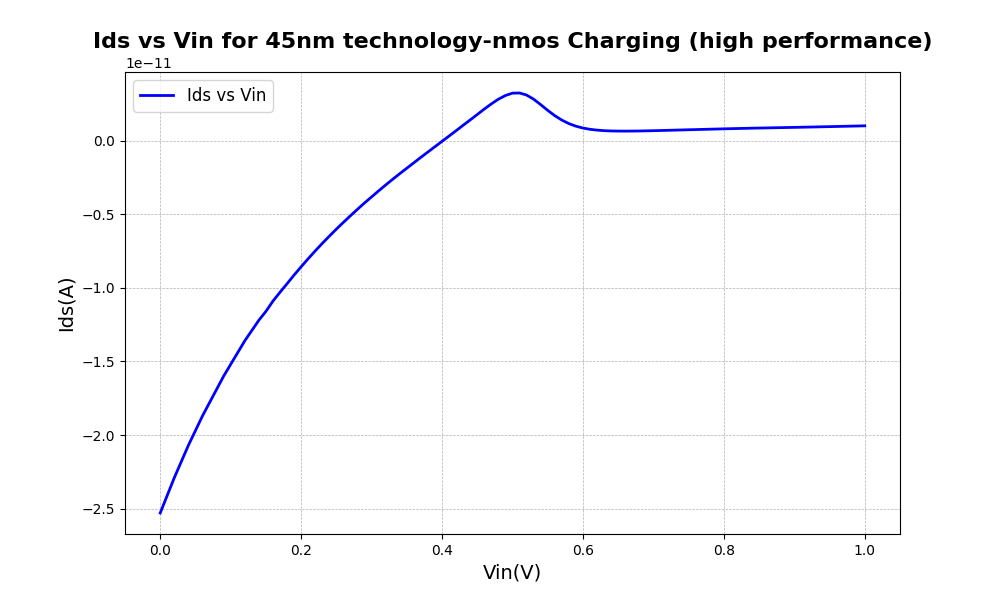 Ids vs Vin for 45nm technology-nmos Charging (high performance)
1e−11
Ids vs Vin
0.0
−0.5
−1.0
−1.5
−2.0
−2.5
Ids(A)
0.0 0.2 0.4 0.6 0.8 1.0
Vin(V)